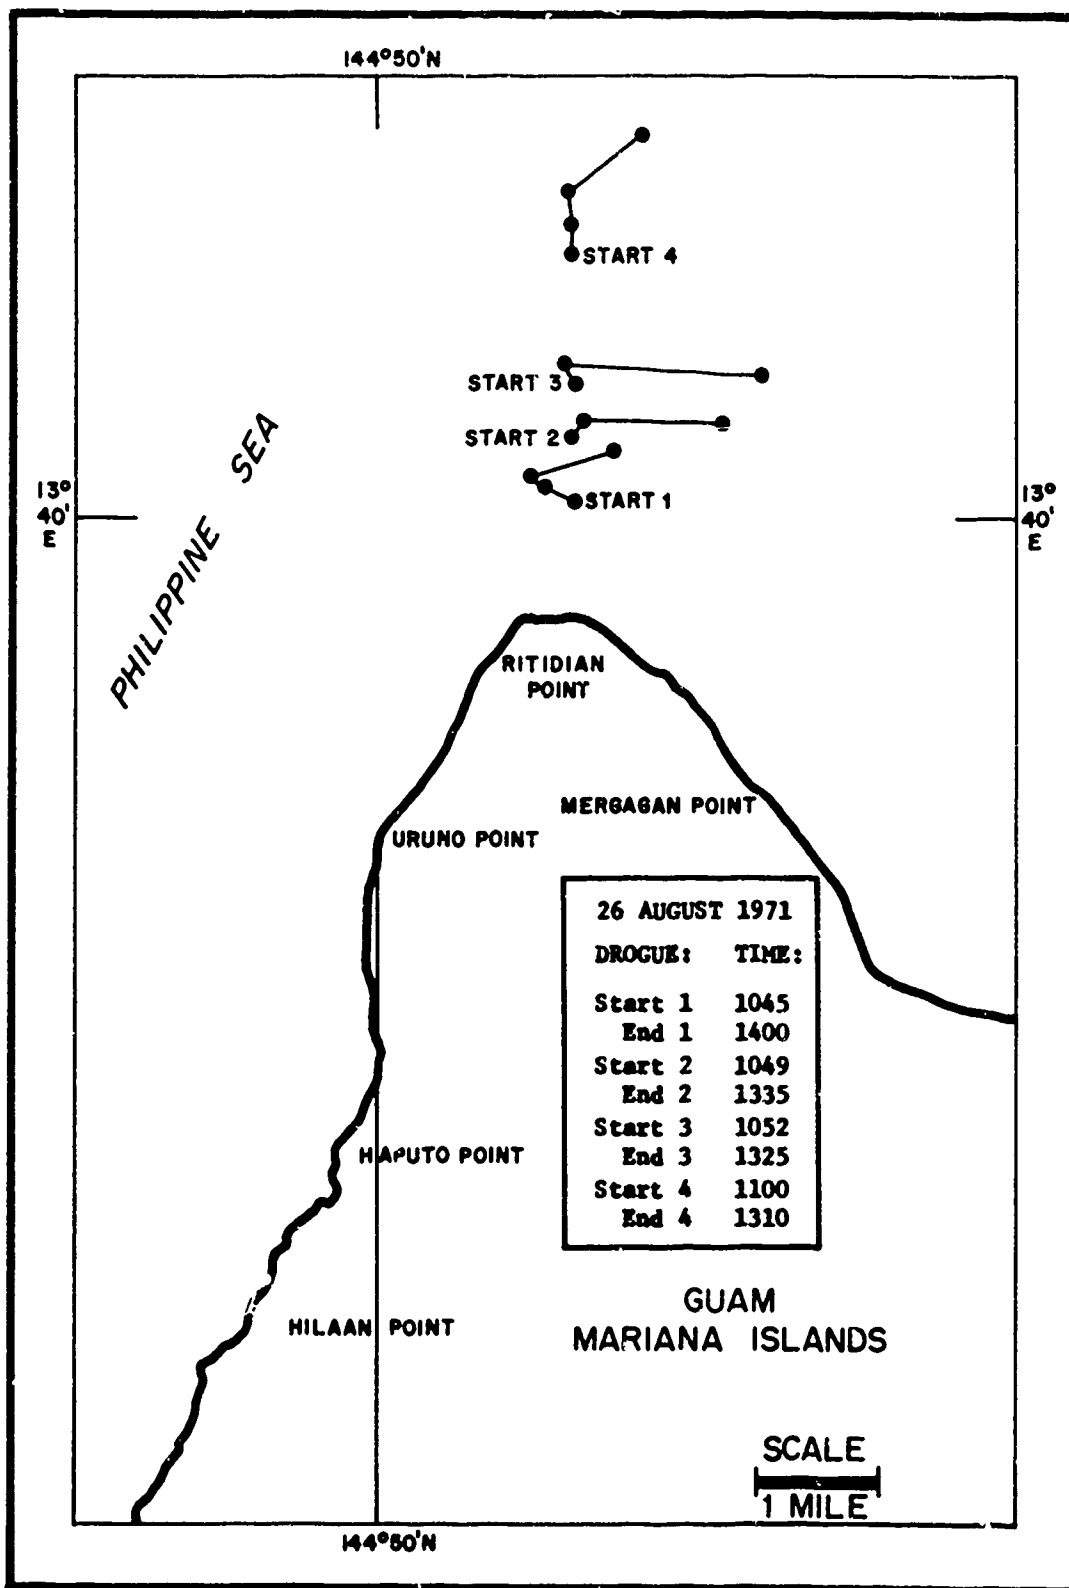 144°50'N
START 4
START 3
START 2
START 1
13°
40'
E
13°
40'
E
PHILIPPINE SEA
RITIDIAN
POINT
MERGAGAN POINT
URUNO POINT
26 AUGUST 1971
DROGUE: TIME:
Start 1 1045
End 1 1400
Start 2 1049
End 2 1335
Start 3 1052
End 3 1325
Start 4 1100
End 4 1310
HAPUTO POINT
HILAAN POINT
GUAM
MARIANA ISLANDS
SCALE
1 MILE
144°50'N